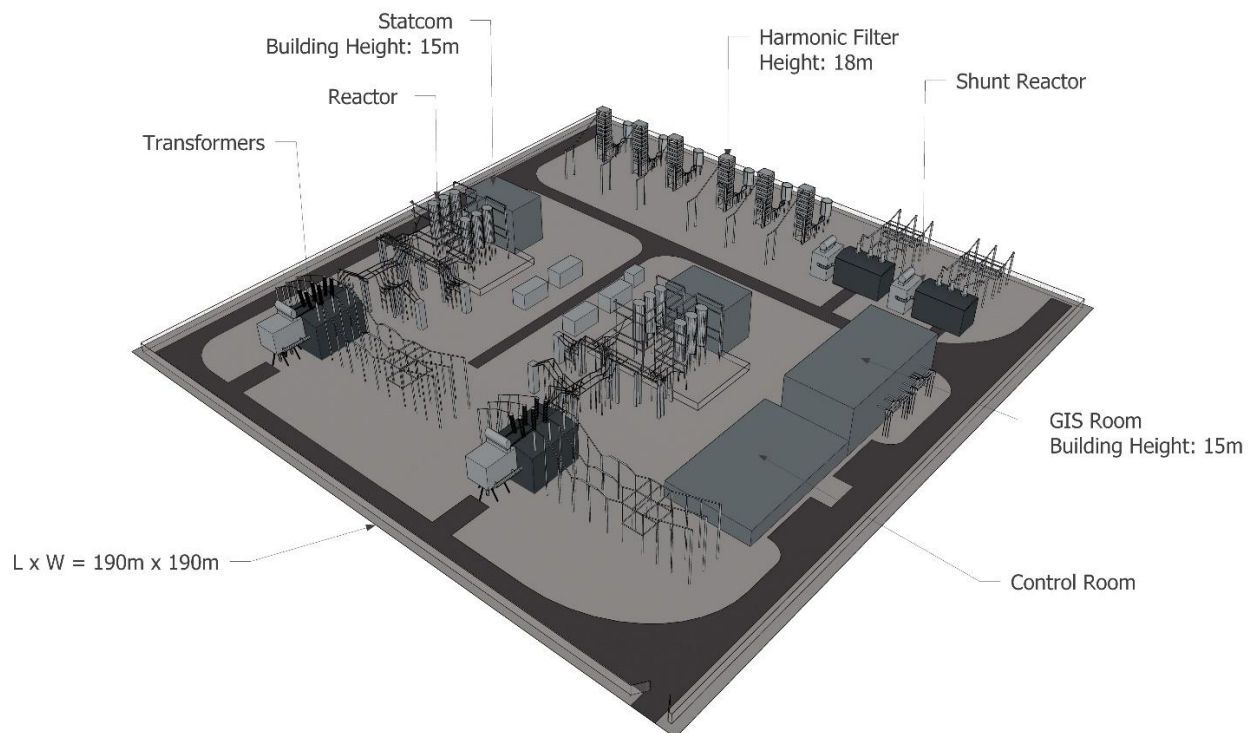 Statcom
Building Height: 15m
Harmonic Filter
Height: 18m
Shunt Reactor
Reactor
Transformers
GIS Room
Building Height: 15m
L x W = 190m x 190m
Control Room